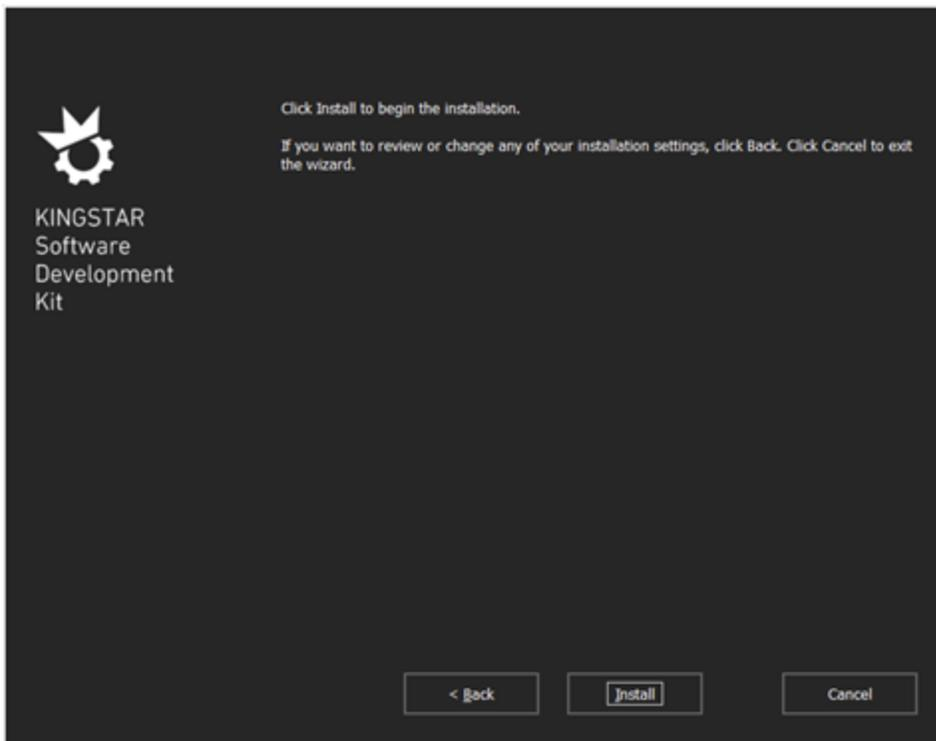 Click Install to begin the installation.
If you want to review or change any of your installation settings, click Back. Click Cancel to exit
the wizard.
KINGSTAR
Software
Development
Kit
< Back
Install
Cancel